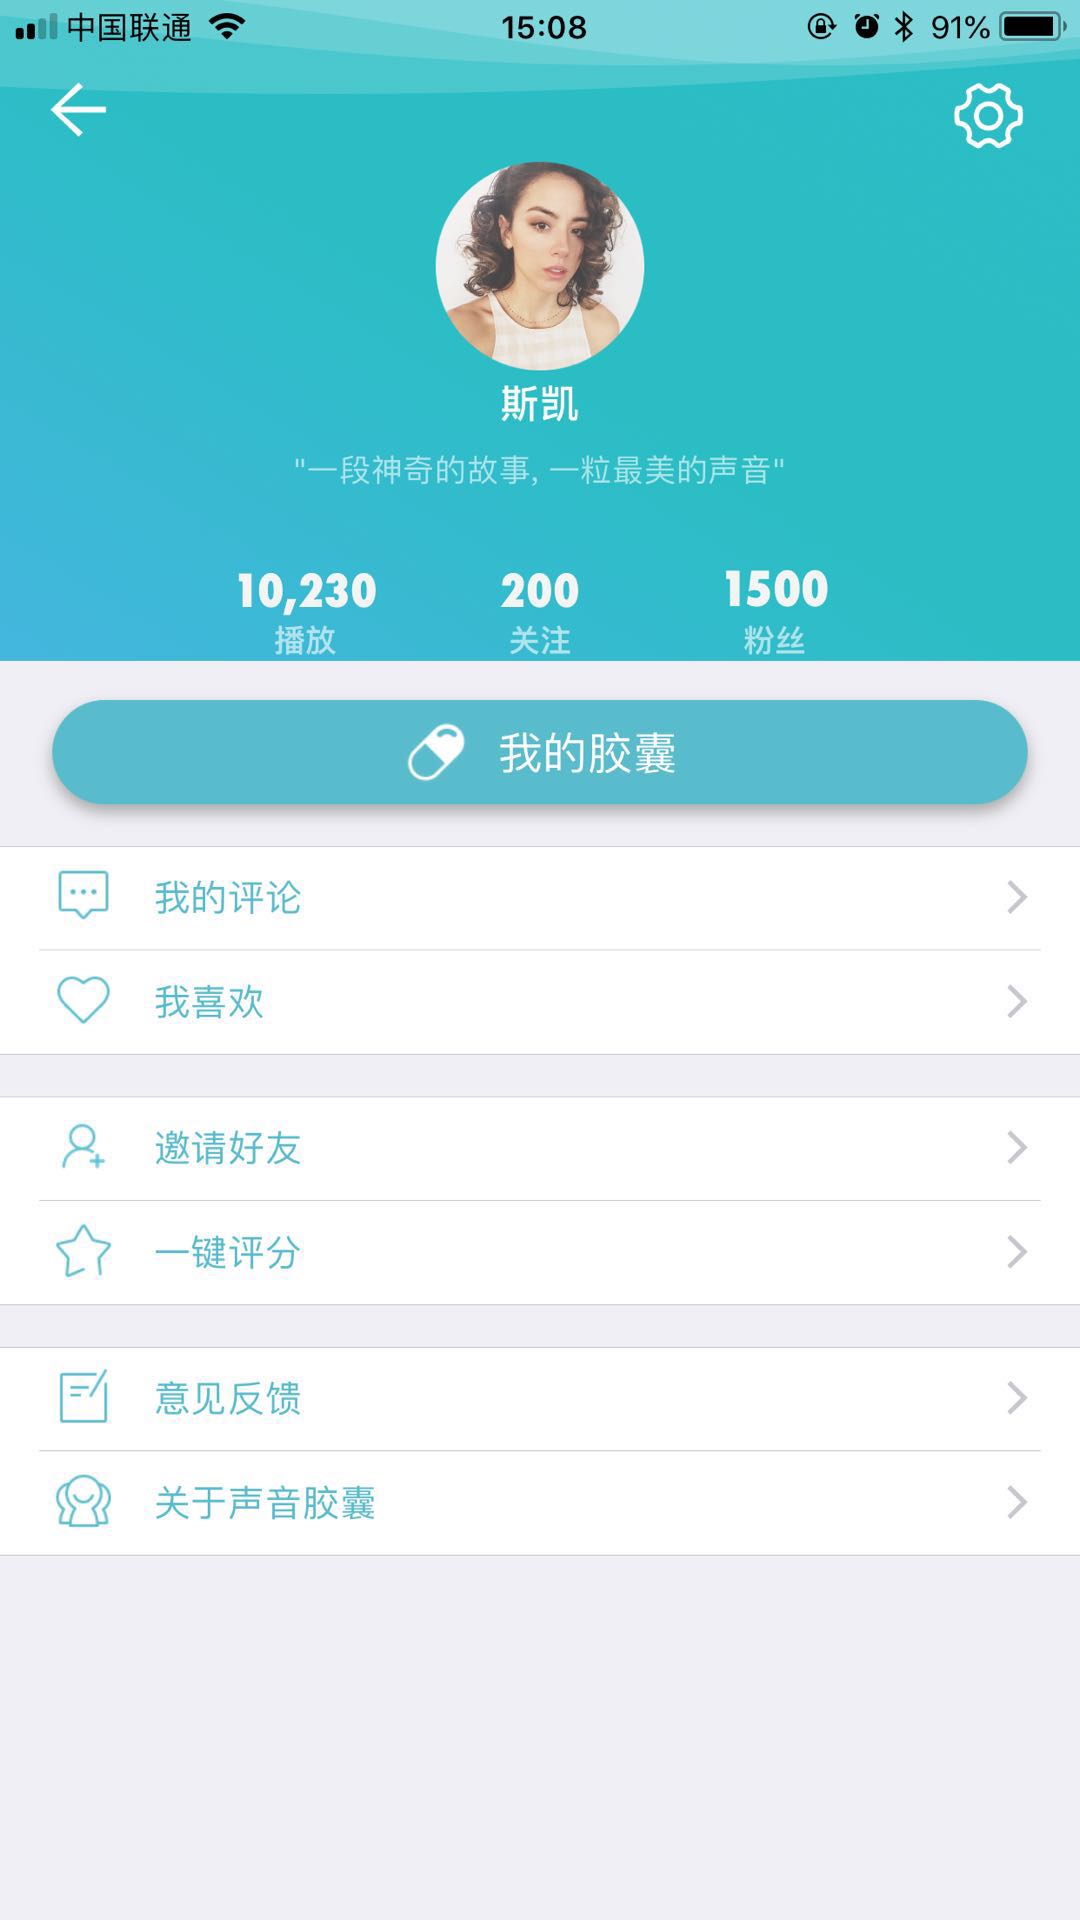 中国联通 15:08 91%
斯凯
"一段神奇的故事, 一粒最美的声音"
10,230 200 1500
播放 关注 粉丝
我的胶囊
我的评论
我喜欢
邀请好友
一键评分
意见反馈
关于声音胶囊